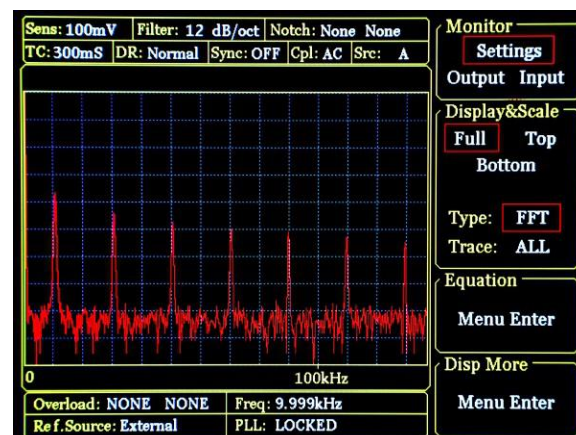 Sens: 100mV Filter: 12 dB/oct Notch: None None
TC: 300mS DR: Normal Sync: OFF Cpl: AC Src: A
0 100kHz
Overload: NONE NONE Freq: 9.999kHz
Ref.Source: External PLL: LOCKED
Monitor
Settings
Output Input
Display&Scale
Full Top
Bottom
Type: FFT
Trace: ALL
Equation
Menu Enter
Disp More
Menu Enter